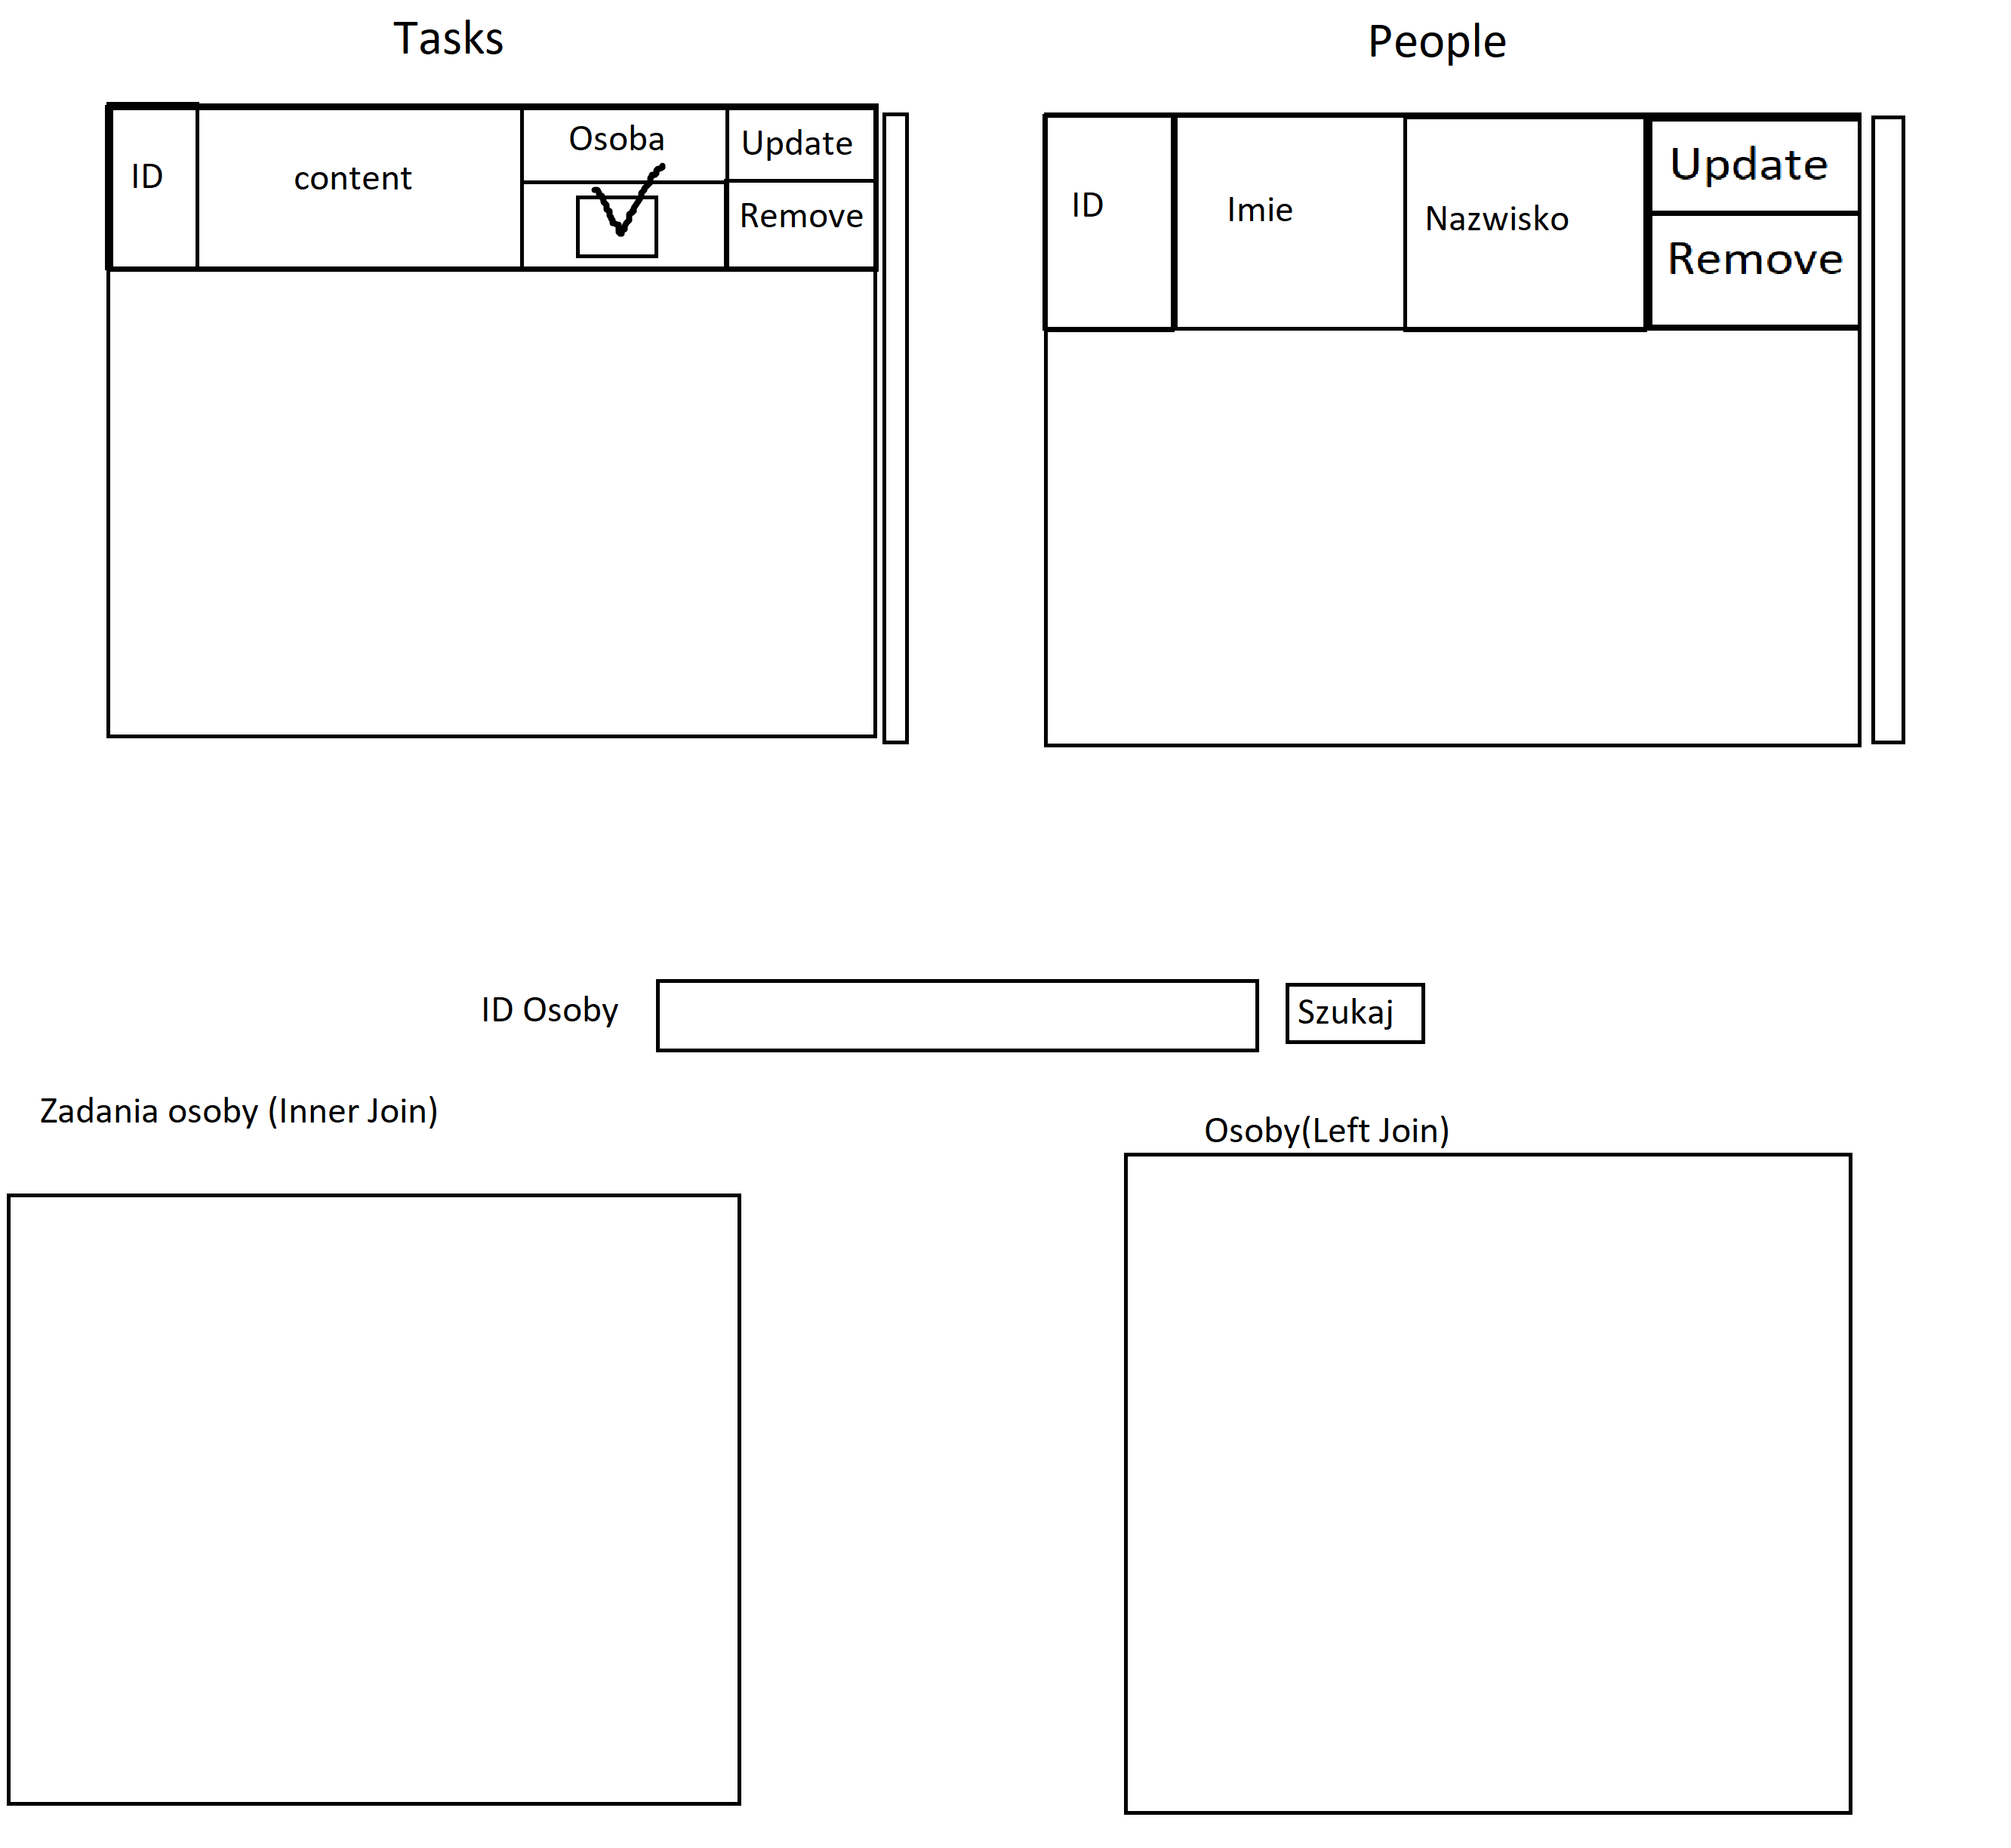 Tasks
People
ID
content
Osoba
Update
Remove
ID
Imie
Nazwisko
Update
Remove
ID Osoby
Szukaj
Zadania osoby (Inner Join)
Osoby(Left Join)